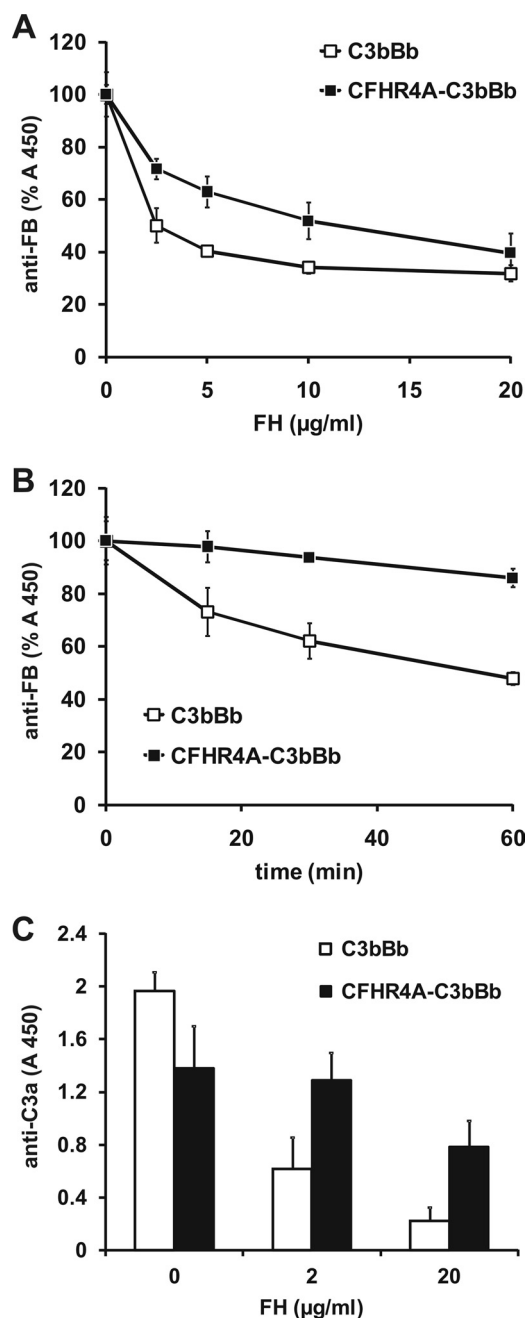 A
120
100
80
60
40
20
0
anti-FB (% A 450)
C3bBb
CFHR4A-C3bBb
0 5 10 15 20
FH (µg/ml)
B
120
100
80
60
40
20
0
anti-FB (% A 450)
C3bBb
CFHR4A-C3bBb
0 20 40 60
time (min)
C
2.4
2
1.6
1.2
0.8
0.4
0
anti-C3a (A 450)
C3bBb
CFHR4A-C3bBb
0 2 20
FH (µg/ml)